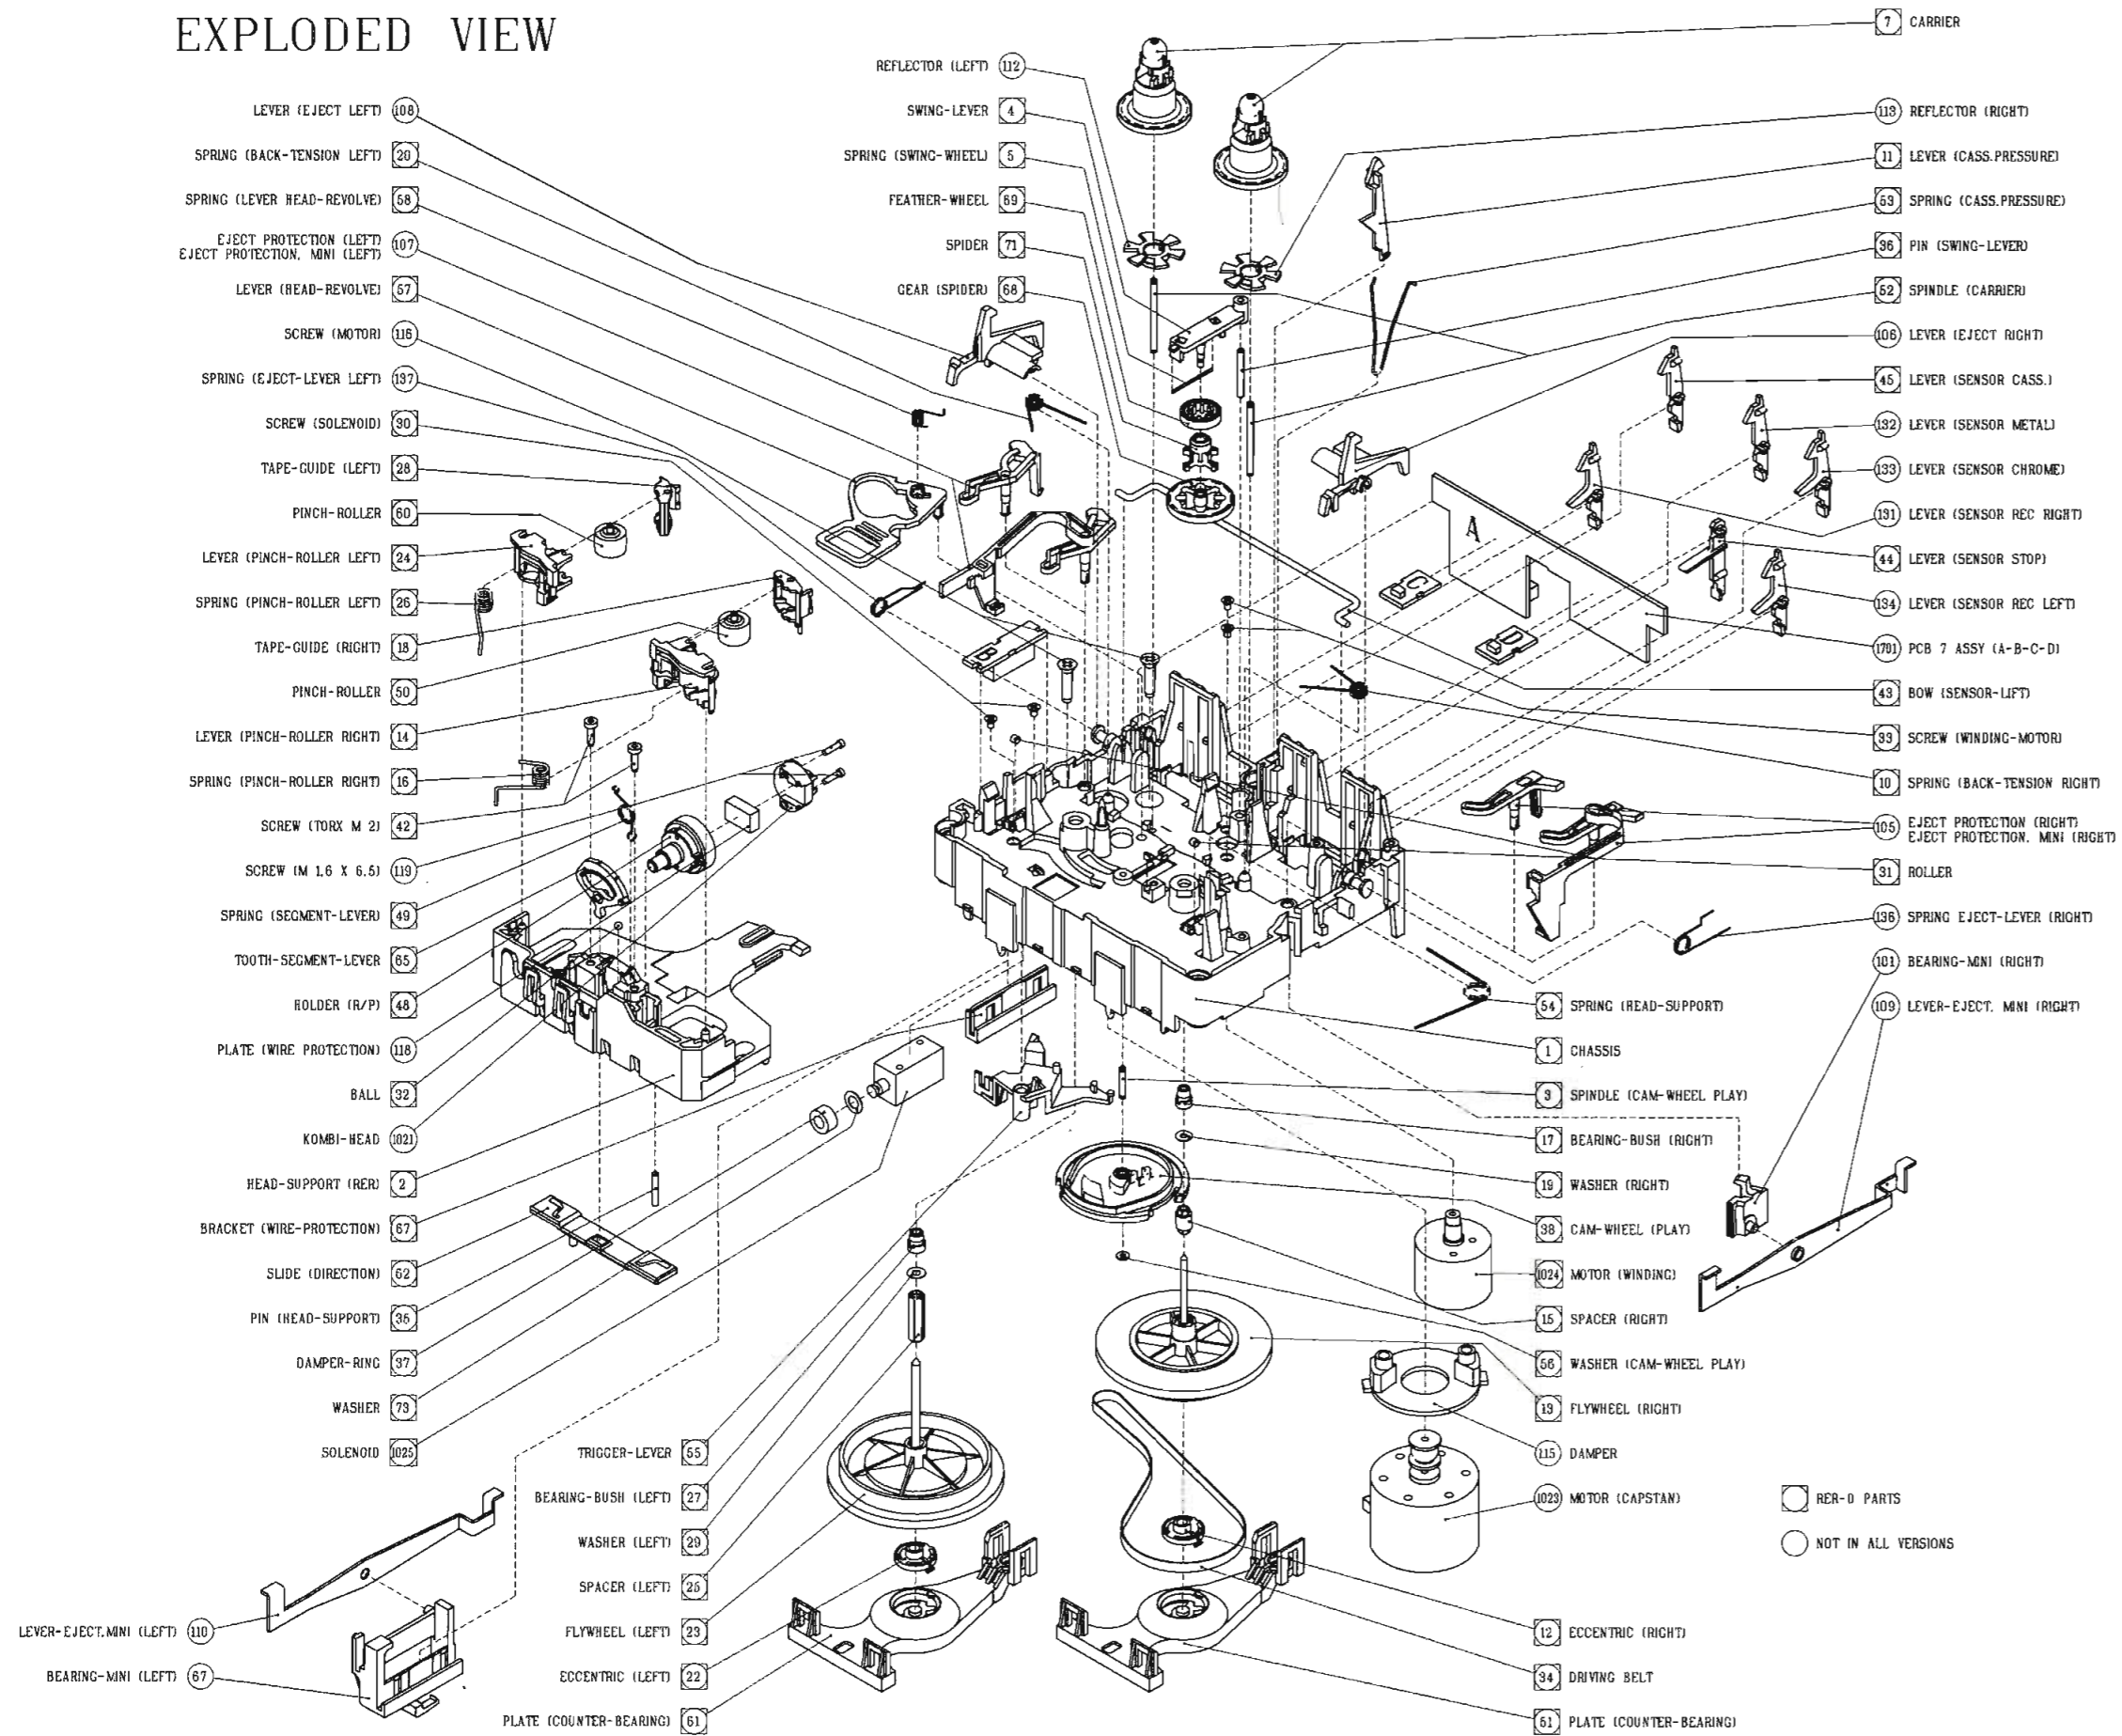 EXPLODED VIEW
LEVER (EJECT LEFT) 108
SPRING (BACK-TENSION LEFT) 20
SPRING (LEVER HEAD-REVOLVE) 58
EJECT PROTECTION (LEFT)
EJECT PROTECTION, MINI (LEFT) 107
LEVER (HEAD-REVOLVE) 57
SCREW (MOTOR) 116
SPRING (EJECT-LEVER LEFT) 137
SCREW (SOLENOID) 30
TAPE-GUIDE (LEFT) 28
PINCH-ROLLER 60
LEVER (PINCH-ROLLER LEFT) 24
SPRING (PINCH-ROLLER LEFT) 26
TAPE-GUIDE (RIGHT) 18
PINCH-ROLLER 50
LEVER (PINCH-ROLLER RIGHT) 14
SPRING (PINCH-ROLLER RIGHT) 16
SCREW (TORX M 2) 42
SCREW (M 1,6 X 6.5) 119
SPRING (SEGMENT-LEVER) 49
TOOTH-SEGMENT-LEVER 65
HOLDER (R/P) 48
PLATE (WIRE PROTECTION) 118
BALL 32
KOMBI-HEAD 1021
HEAD-SUPPORT (RER) 2
BRACKET (WIRE-PROTECTION) 67
SLIDE (DIRECTION) 62
PIN (HEAD-SUPPORT) 35
DAMPER-RING 37
WASHER 73
SOLENOID 1025
LEVER-EJECT.MINI (LEFT) 110
BEARING-MINI (LEFT) 67
REFLECTOR (LEFT) 112
SWING-LEVER 4
SPRING (SWING-WHEEL) 5
FEATHER-WHEEL 69
SPIDER 71
GEAR (SPIDER) 68
A
C
D
B
TRIGGER-LEVER 55
BEARING-BUSH (LEFT) 27
WASHER (LEFT) 29
SPACER (LEFT) 25
FLYWHEEL (LEFT) 23
ECCENTRIC (LEFT) 22
PLATE (COUNTER-BEARING) 61
7 CARRIER
113 REFLECTOR (RIGHT)
11 LEVER (CASS.PRESSURE)
53 SPRING (CASS.PRESSURE)
36 PIN (SWING-LEVER)
52 SPINDLE (CARRIER)
106 LEVER (EJECT RIGHT)
45 LEVER (SENSOR CASS.)
132 LEVER (SENSOR METAL)
133 LEVER (SENSOR CHROME)
131 LEVER (SENSOR REC RIGHT)
44 LEVER (SENSOR STOP)
134 LEVER (SENSOR REC LEFT)
1701 PCB 7 ASSY (A-B-C-D)
43 BOW (SENSOR-LIFT)
33 SCREW (WINDING-MOTOR)
10 SPRING (BACK-TENSION RIGHT)
105 EJECT PROTECTION (RIGHT)
EJECT PROTECTION, MINI (RIGHT)
31 ROLLER
136 SPRING EJECT-LEVER (RIGHT)
101 BEARING-MINI (RIGHT)
109 LEVER-EJECT, MINI (RIGHT)
54 SPRING (HEAD-SUPPORT)
1 CHASSIS
3 SPINDLE (CAM-WHEEL PLAY)
17 BEARING-BUSH (RIGHT)
19 WASHER (RIGHT)
38 CAM-WHEEL (PLAY)
1024 MOTOR (WINDING)
15 SPACER (RIGHT)
56 WASHER (CAM-WHEEL PLAY)
13 FLYWHEEL (RIGHT)
115 DAMPER
1023 MOTOR (CAPSTAN)
12 ECCENTRIC (RIGHT)
34 DRIVING BELT
51 PLATE (COUNTER-BEARING)
RER-D PARTS
NOT IN ALL VERSIONS